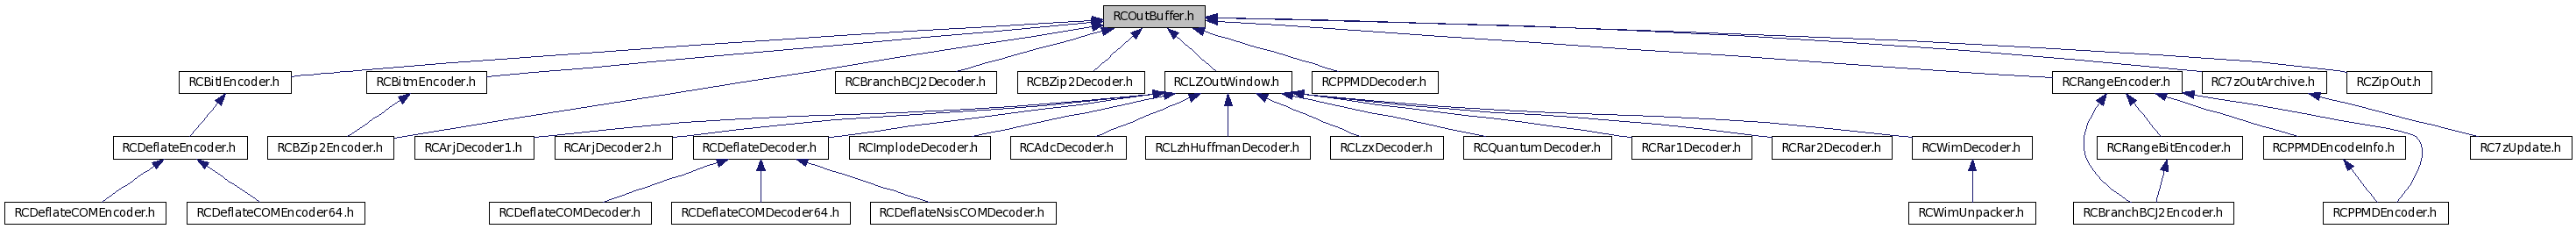 RCOutBuffer.h
RCBitlEncoder.h
RCBitmEncoder.h
RCBranchBCJ2Decoder.h
RCBZip2Decoder.h
RCLZOutWindow.h
RCPPMDDecoder.h
RCRangeEncoder.h
RC7zOutArchive.h
RCZipOut.h
RCDeflateEncoder.h
RCBZip2Encoder.h
RCArjDecoder1.h
RCArjDecoder2.h
RCDeflateDecoder.h
RCImplodeDecoder.h
RCAdcDecoder.h
RCLzhHuffmanDecoder.h
RCLzxDecoder.h
RCQuantumDecoder.h
RCRar1Decoder.h
RCRar2Decoder.h
RCWimDecoder.h
RCRangeBitEncoder.h
RCPPMDEncodeInfo.h
RC7zUpdate.h
RCDeflateCOMEncoder.h
RCDeflateCOMEncoder64.h
RCDeflateCOMDecoder.h
RCDeflateCOMDecoder64.h
RCDeflateNsisCOMDecoder.h
RCWimUnpacker.h
RCBranchBCJ2Encoder.h
RCPPMDEncoder.h